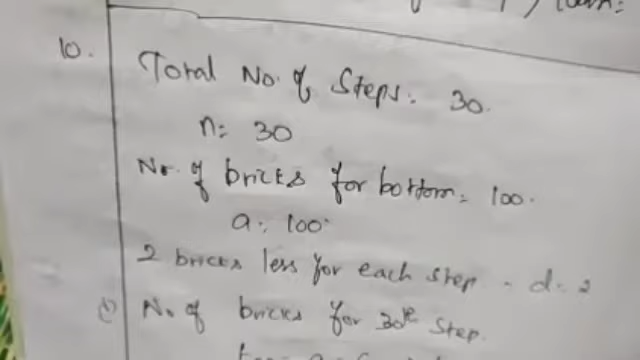 10.
Total No. of Steps: 30.
n: 30
No. of bricks for bottom = 100.
a: 100
2 bricks less for each step - d: 2
No of bricks for 30th Step.